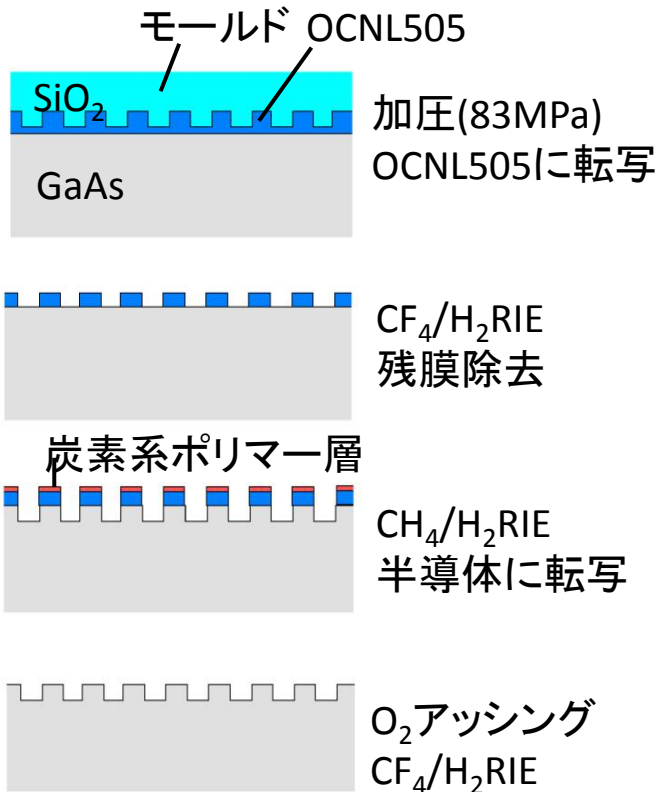 モールド OCNL505
SiO₂
GaAs
加圧(83MPa)
OCNL505に転写
CF₄/H₂RIE
残膜除去
炭素系ポリマー層
CH₄/H₂RIE
半導体に転写
O₂アッシング
CF₄/H₂RIE